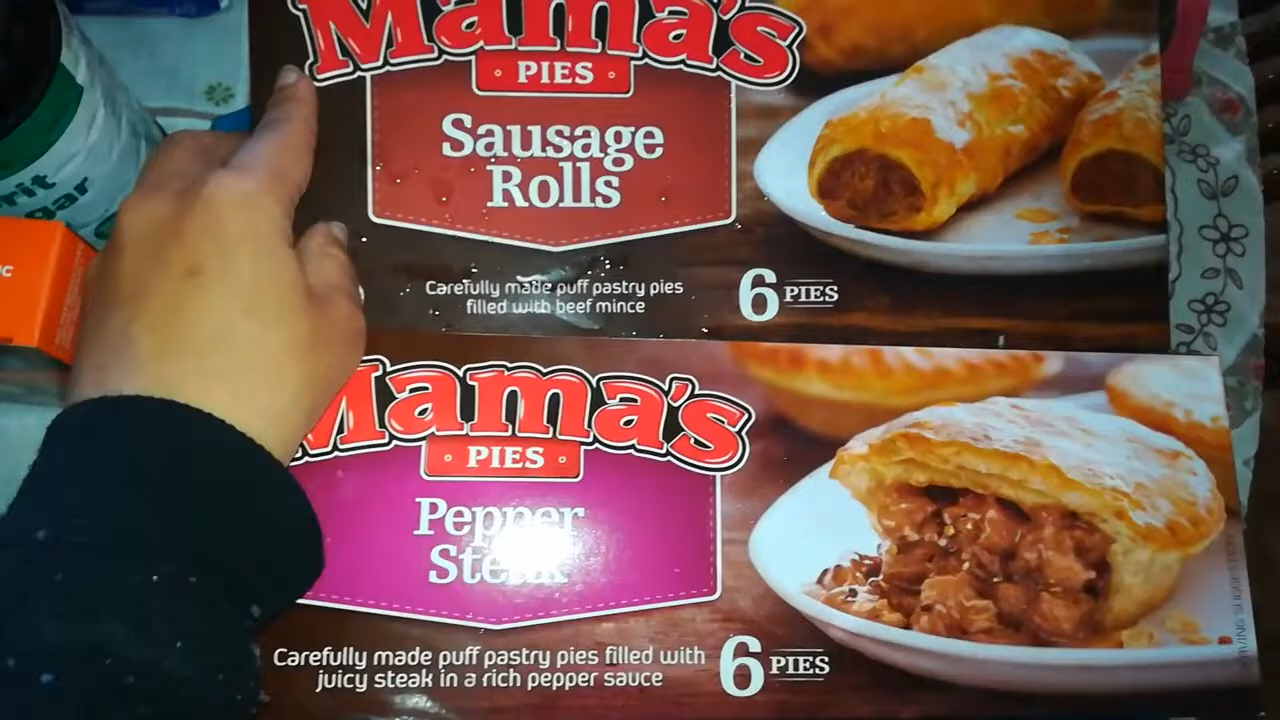 Mama's
PIES
Sausage
Rolls
Carefully made puff pastry pies
filled with beef mince
6 PIES
Mama's
PIES
Pepper
Steak
Carefully made puff pastry pies filled with
juicy steak in a rich pepper sauce
6 PIES